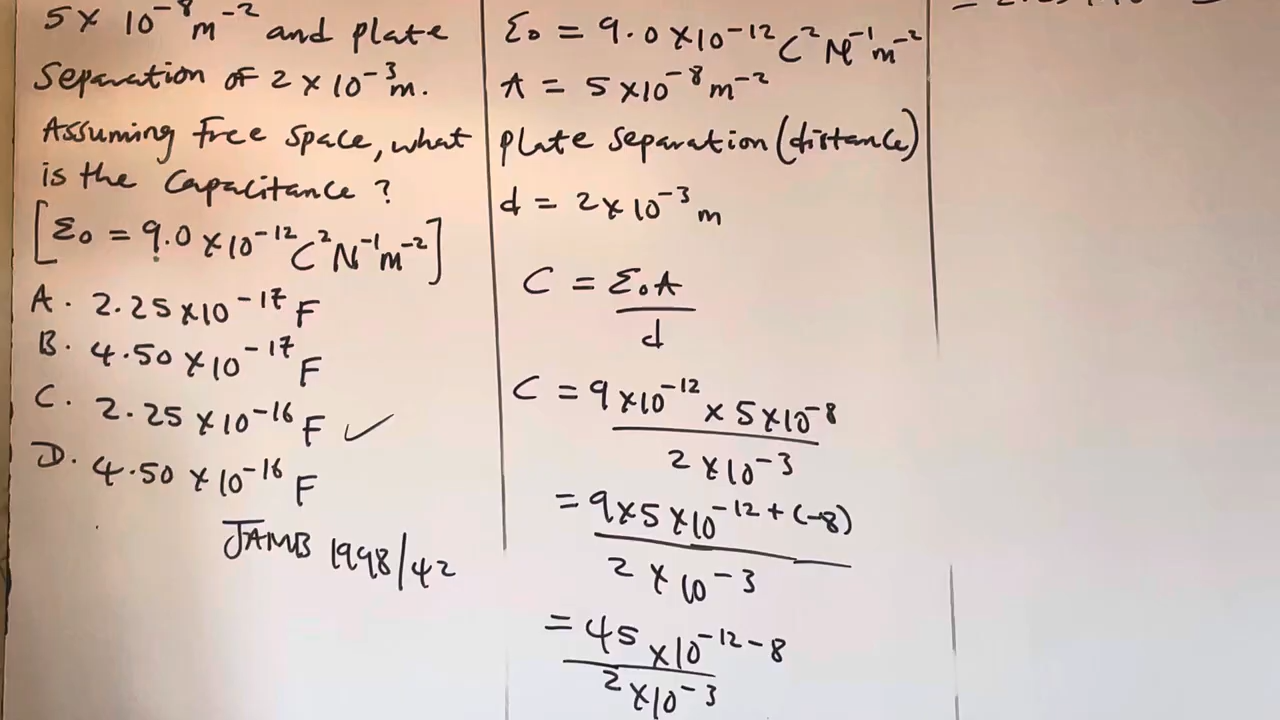 5 × 10⁻⁸ m⁻² and plate
separation of 2 × 10⁻³ m.
Assuming free space, what
is the capacitance?
[ε₀ = 9.0 × 10⁻¹² C² N⁻¹ m⁻²]
A. 2.25 × 10⁻¹⁷ F
B. 4.50 × 10⁻¹⁷ F
C. 2.25 × 10⁻¹⁶ F ✓
D. 4.50 × 10⁻¹⁶ F
JAMB 1998/42
ε₀ = 9.0 × 10⁻¹² C² N⁻¹ m⁻²
A = 5 × 10⁻⁸ m⁻²
plate separation (distance)
d = 2 × 10⁻³ m
C = ε₀A
d
C = 9 × 10⁻¹² × 5 × 10⁻⁸
2 × 10⁻³
= 9 × 5 × 10⁻¹² ⁺ ⁽⁻⁸⁾
2 × 10⁻³
= 45 × 10⁻¹² ⁻ ⁸
2 × 10⁻³